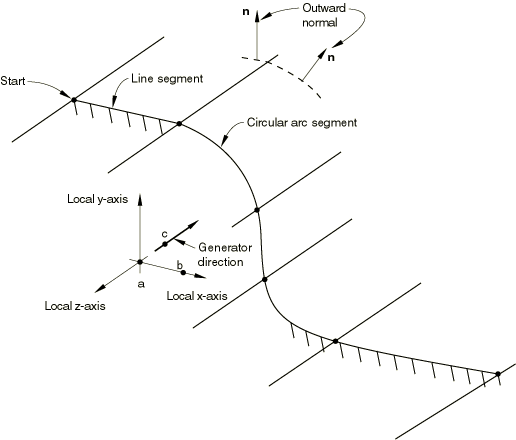 n
Outward
normal
n
Start
Line segment
Circular arc segment
Local y-axis
c
Generator
direction
b
a
Local x-axis
Local z-axis